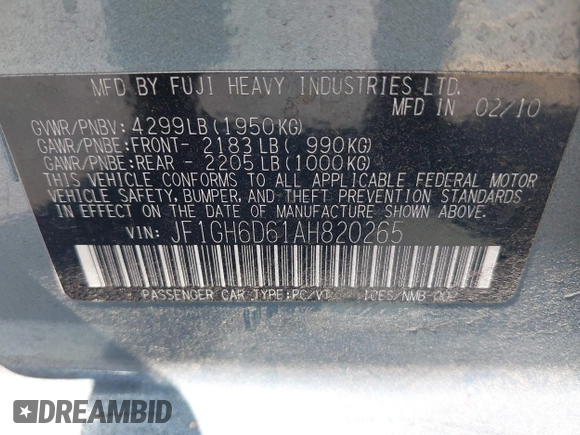 MFD BY FUJI HEAVY INDUSTRIES LTD.
MFD IN 02/10
GVWR/PNBV: 4299LB (1950KG)
GAWR/PNBE:FRONT- 2183LB ( 990KG)
GAWR/PNBE:REAR - 2205LB (1000KG)
THIS VEHICLE CONFORMS TO ALL APPLICABLE FEDERAL MOTOR
VEHICLE SAFETY, BUMPER, AND THEFT PREVENTION STANDARDS
IN EFFECT ON THE DATE OF MANUFACTURE SHOWN ABOVE.
VIN: JF1GH6D61AH820265
PASSENGER CAR TYPE:PC/VT
DREAMBID